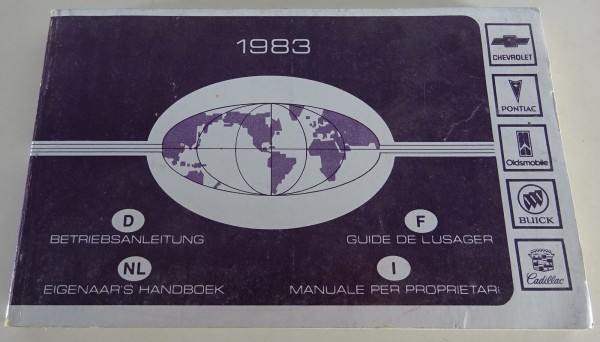 1983
CHEVROLET
PONTIAC
Oldsmobile
BUICK
Cadillac
D
BETRIEBSANLEITUNG
F
GUIDE DE L'USAGER
NL
EIGENAAR'S HANDBOEK
I
MANUALE PER PROPRIETARI